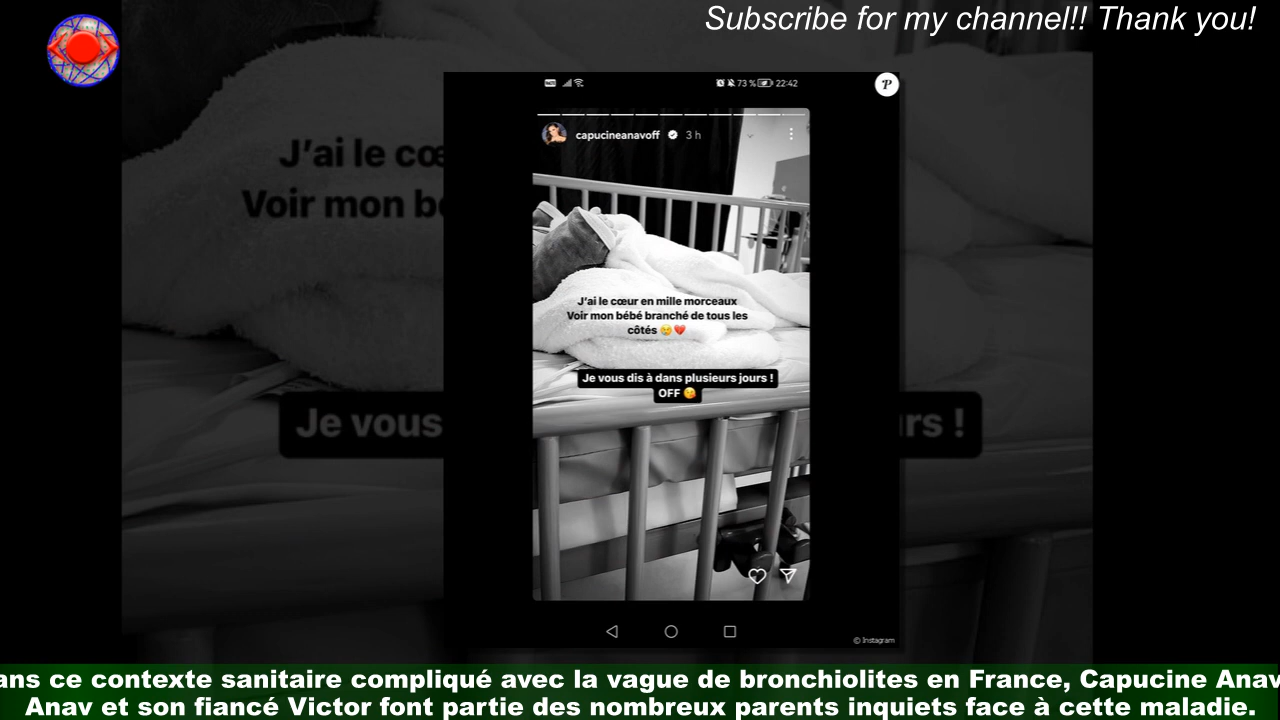 Subscribe for my channel!! Thank you!
73 % 22:42
P
capucineanavoff 3 h
J'ai le cœ
Voir mon bé
J'ai le cœur en mille morceaux
Voir mon bébé branché de tous les
côtés 😢💔
Je vous dis à dans plusieurs jours !
OFF 😘
Je vous
urs !
© Instagram
ans ce contexte sanitaire compliqué avec la vague de bronchiolites en France, Capucine Anav
Anav et son fiancé Victor font partie des nombreux parents inquiets face à cette maladie.